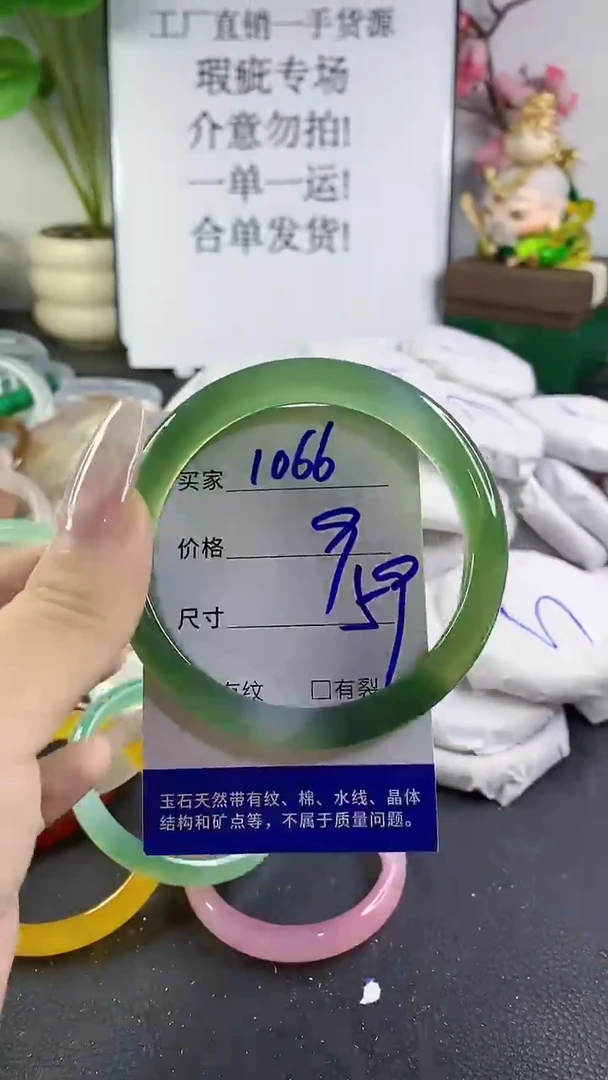 工厂直销一手货源
瑕疵专场
介意勿拍!
一单一运!
合单发货!
买家 1066
价格 9
尺寸 59
有纹 □有裂
玉石天然带有纹、棉、水线、晶体
结构和矿点等，不属于质量问题。